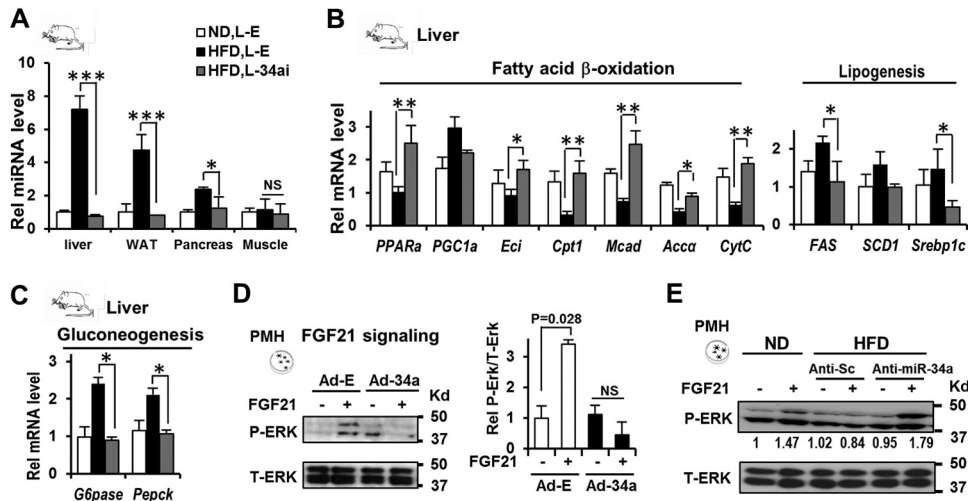 A
ND,L-E
HFD,L-E
HFD,L-34ai
Rel miRNA level
10
8
6
4
2
0
***
***
*
NS
liver WAT Pancreas Muscle
B
Liver
Fatty acid β-oxidation
Lipogenesis
Rel mRNA level
3
2
1
0
** * ** ** * **
* *
PPARa PGC1a Eci Cpt1 Mcad Accα CytC
FAS SCD1 Srebp1c
C
Liver
Gluconeogenesis
Rel mRNA level
3
2
1
0
* *
G6pase Pepck
D
PMH
FGF21 signaling
Ad-E Ad-34a
FGF21 - + - + Kd
P-ERK
50
37
T-ERK
50
37
Rel P-Erk/T-Erk
P=0.028
3
2
1
0
NS
FGF21 - + - +
Ad-E Ad-34a
E
PMH
ND HFD
Anti-Sc Anti-miR-34a
FGF21 - + - + - + Kd
P-ERK
50
37
1 1.47 1.02 0.84 0.95 1.79
T-ERK
50
37